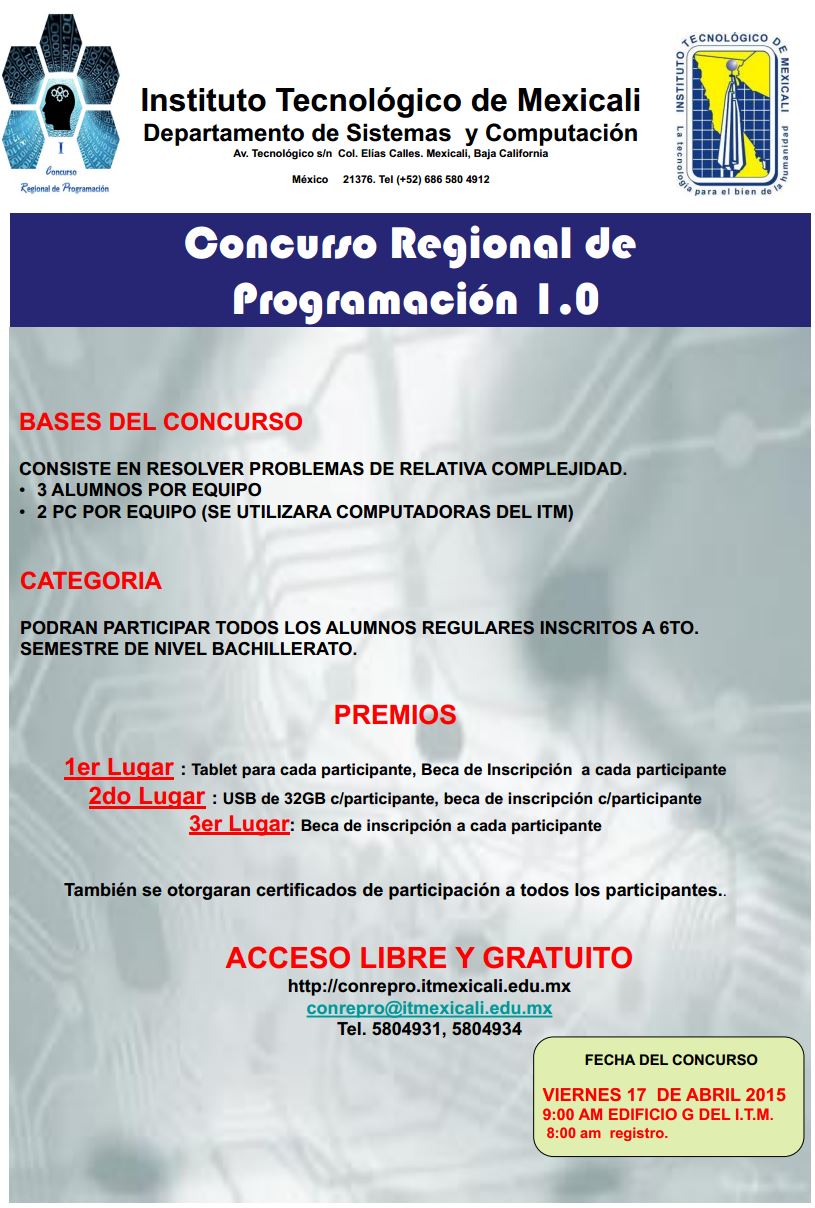 I
Concurso
Regional de Programación
Instituto Tecnológico de Mexicali
Departamento de Sistemas y Computación
Av. Tecnológico s/n Col. Elías Calles. Mexicali, Baja California
México 21376. Tel (+52) 686 580 4912
INSTITUTO TECNOLÓGICO DE MEXICALI
La tecnología para el bien de la humanidad
Concurso Regional de
Programación 1.0
BASES DEL CONCURSO
CONSISTE EN RESOLVER PROBLEMAS DE RELATIVA COMPLEJIDAD.
• 3 ALUMNOS POR EQUIPO
• 2 PC POR EQUIPO (SE UTILIZARA COMPUTADORAS DEL ITM)
CATEGORIA
PODRAN PARTICIPAR TODOS LOS ALUMNOS REGULARES INSCRITOS A 6TO.
SEMESTRE DE NIVEL BACHILLERATO.
PREMIOS
1er Lugar : Tablet para cada participante, Beca de Inscripción a cada participante
2do Lugar : USB de 32GB c/participante, beca de inscripción c/participante
3er Lugar: Beca de inscripción a cada participante
También se otorgaran certificados de participación a todos los participantes..
ACCESO LIBRE Y GRATUITO
http://conrepro.itmexicali.edu.mx
conrepro@itmexicali.edu.mx
Tel. 5804931, 5804934
FECHA DEL CONCURSO
VIERNES 17 DE ABRIL 2015
9:00 AM EDIFICIO G DEL I.T.M.
8:00 am registro.